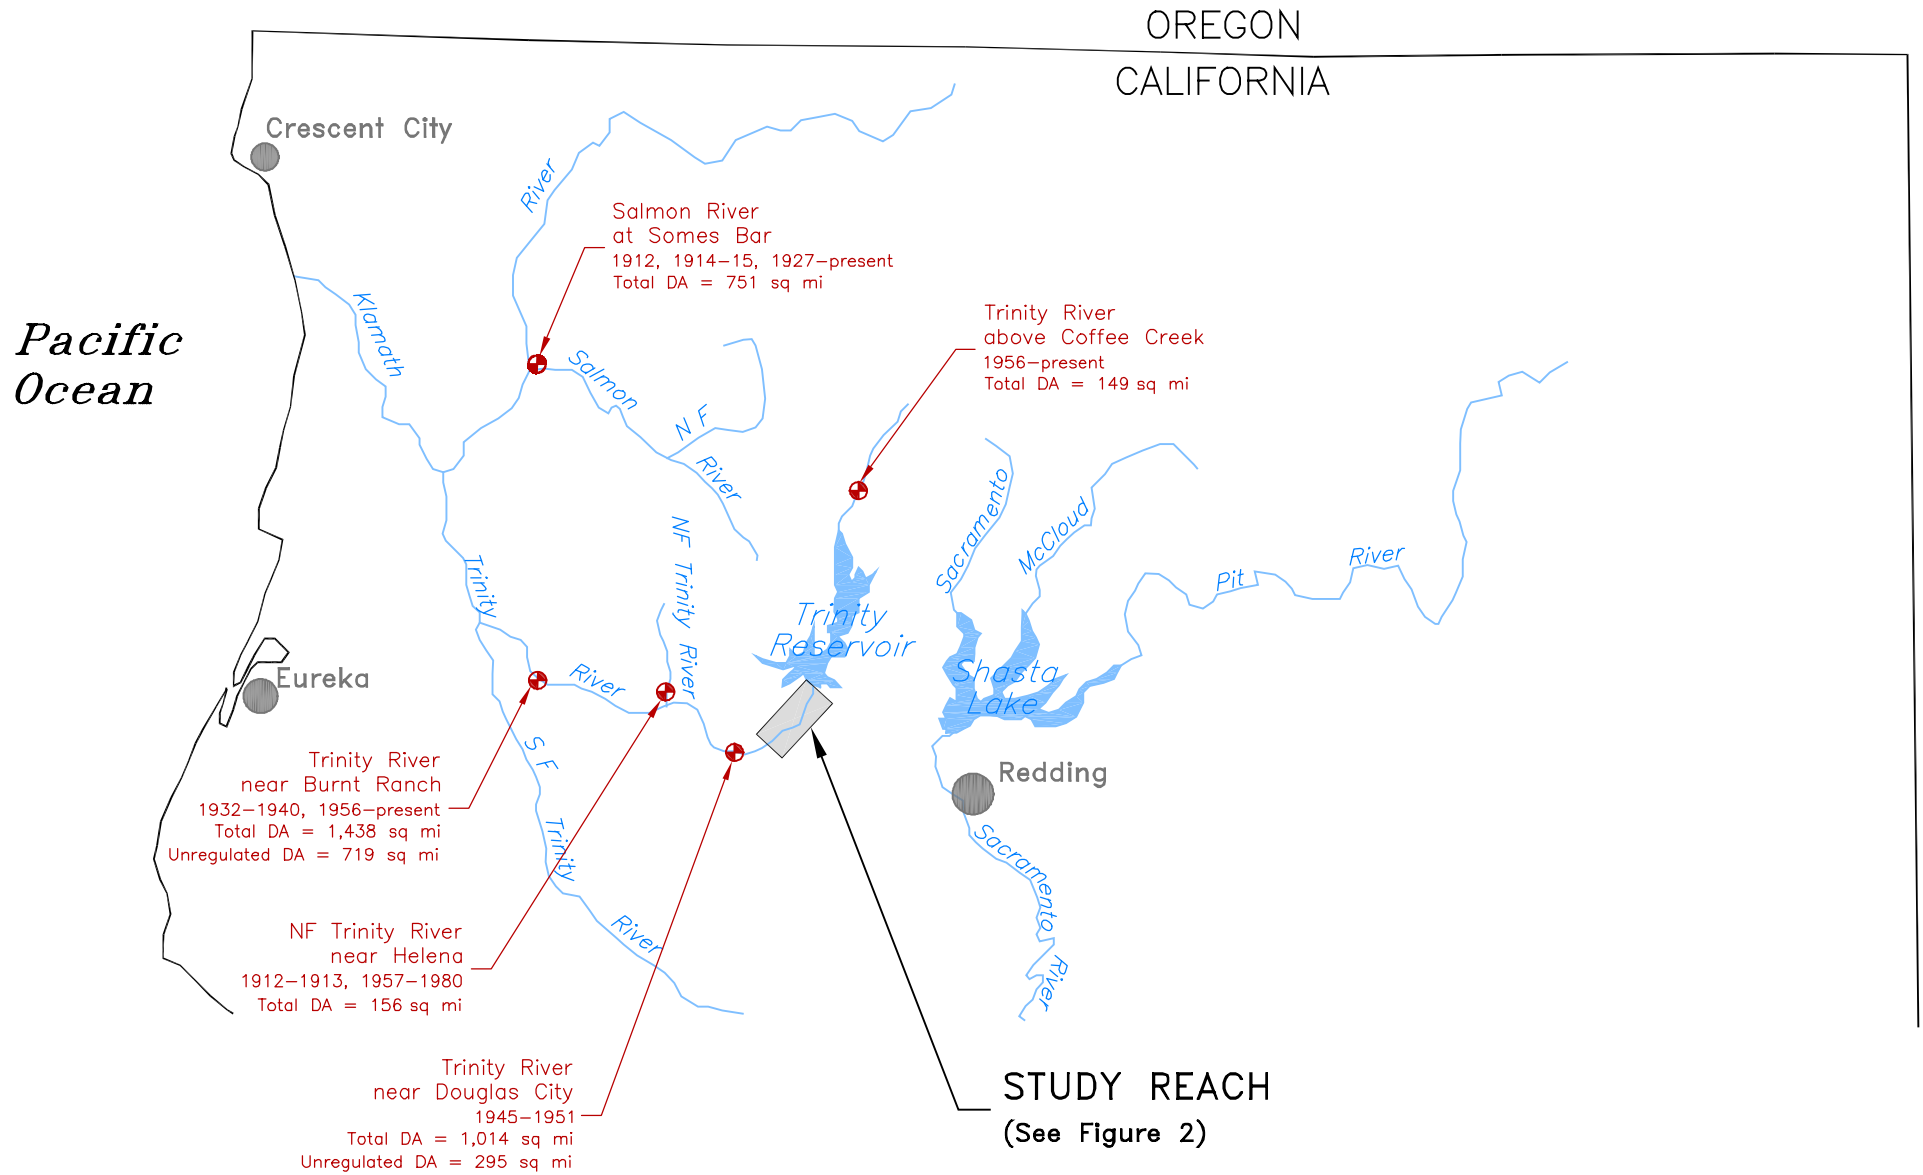 OREGON
CALIFORNIA
Crescent City
River
Salmon River
at Somes Bar
1912, 1914-15, 1927-present
Total DA = 751 sq mi
Klamath
Pacific
Ocean
Trinity River
above Coffee Creek
1956-present
Total DA = 149 sq mi
Salmon
N F
River
Sacramento
McCloud
NF Trinity River
Trinity
Pit
River
Trinity
Reservoir
Shasta
Lake
Eureka
River
S F
Trinity
River
Redding
Sacramento
River
Trinity River
near Burnt Ranch
1932-1940, 1956-present
Total DA = 1,438 sq mi
Unregulated DA = 719 sq mi
NF Trinity River
near Helena
1912-1913, 1957-1980
Total DA = 156 sq mi
Trinity River
near Douglas City
1945-1951
Total DA = 1,014 sq mi
Unregulated DA = 295 sq mi
STUDY REACH
(See Figure 2)